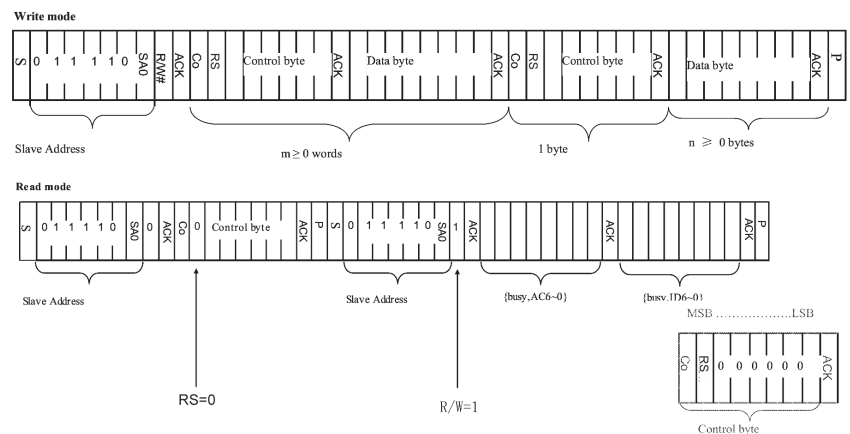 Write mode
S 0 1 1 1 1 0 SA0 R/W# ACK Co RS Control byte ACK Data byte ACK Co RS Control byte ACK Data byte ACK P
Slave Address
m ≥ 0 words
1 byte
n ≥ 0 bytes
Read mode
S 0 1 1 1 1 0 SA0 0 ACK Co 0 Control byte ACK P S 0 1 1 1 1 0 SA0 1 ACK ACK ACK P
Slave Address
Slave Address
{busy,AC6~0}
{busy,ID6~0}
MSB ...................LSB
Co RS 0 0 0 0 0 0 ACK
Control byte
RS=0
R/W=1